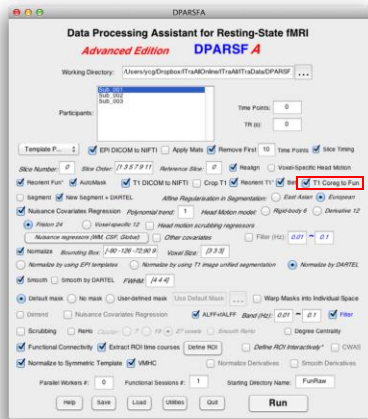 DPARSFA
Data Processing Assistant for Resting-State fMRI
Advanced Edition DPARSF A
Working Directory: /Users/ycg/Dropbox/ITraAllOnline/ITraAll/ITraData/DPARSF ...
Sub_001
Sub_002
Sub_003
Participants:
Time Points: 0
TR (s): 0
Template P... EPI DICOM to NIFTI Apply Mats Remove First 10 Time Points Slice Timing
Slice Number: 0 Slice Order: [1 3 5 7 9 11 Reference Slice: 0 Realign Voxel-Specific Head Motion
Reorient Fun* AutoMask T1 DICOM to NIFTI Crop T1 Reorient T1* Bet T1 Coreg to Fun
Segment New Segment + DARTEL Affine Regularisation in Segmentation: East Asian European
Nuisance Covariates Regression Polynomial trend: 1 Head Motion model: Rigid-body 6 Derivative 12
Friston 24 Voxel-specific 12 Head motion scrubbing regressors
Nuisance regressors (WM, CSF, Global) Other covariates Filter (Hz): 0.01 ~ 0.1
Normalize Bounding Box: [-90 -126 -72;90 9 Voxel Size: [3 3 3]
Normalize by using EPI templates Normalize by using T1 image unified segmentation Normalize by DARTEL
Smooth Smooth by DARTEL FWHM: [4 4 4]
Default mask No mask User-defined mask Use Default Mask ... Warp Masks into Individual Space
Detrend Nuisance Covariates Regression ALFF+fALFF Band (Hz): 0.01 ~ 0.1 Filter
Scrubbing ReHo Cluster: 7 19 27 voxels Smooth ReHo Degree Centrality
Functional Connectivity Extract ROI time courses Define ROI Define ROI Interactively* CWAS
Normalize to Symmetric Template VMHC Normalize Derivatives Smooth Derivatives
Parallel Workers #: 0 Functional Sessions #: 1 Starting Directory Name: FunRaw
Help Save Load Utilities Quit Run